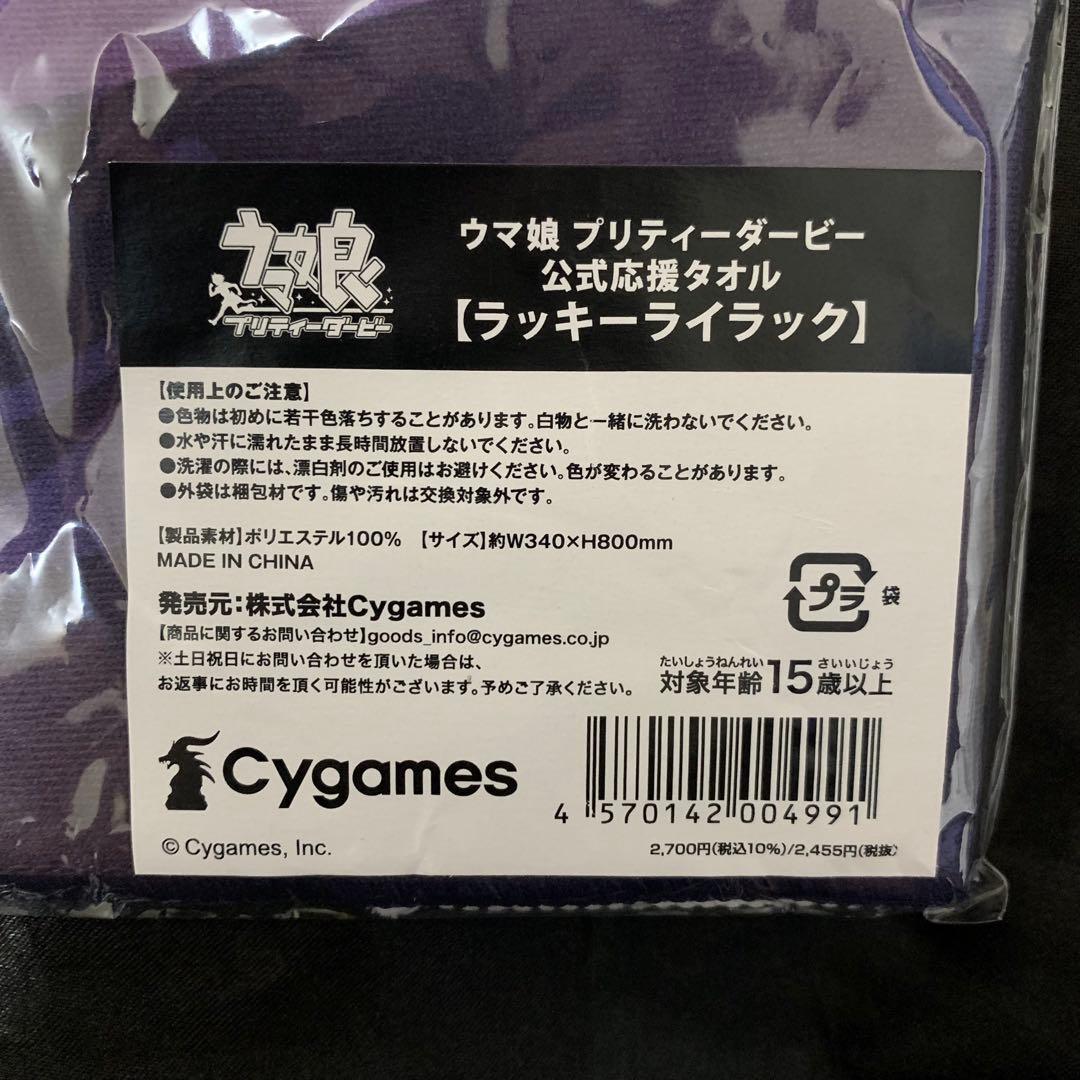 ウマ娘
プリティーダービー
ウマ娘 プリティーダービー
公式応援タオル
【ラッキーライラック】
【使用上のご注意】
●色物は初めに若干色落ちすることがあります。白物と一緒に洗わないでください。
●水や汗に濡れたまま長時間放置しないでください。
●洗濯の際には、漂白剤のご使用はお避けください。色が変わることがあります。
●外袋は梱包材です。傷や汚れは交換対象外です。
【製品素材】ポリエステル100% 【サイズ】約W340×H800mm
MADE IN CHINA
プラ 袋
発売元:株式会社Cygames
【商品に関するお問い合わせ】goods_info@cygames.co.jp
※土日祝日にお問い合わせを頂いた場合は、
お返事にお時間を頂く可能性がございます。予めご了承ください。
たいしょうねんれい さいいじょう
対象年齢15歳以上
Cygames
4 570142 004991
© Cygames, Inc.
2,700円(税込10%)/2,455円(税抜)